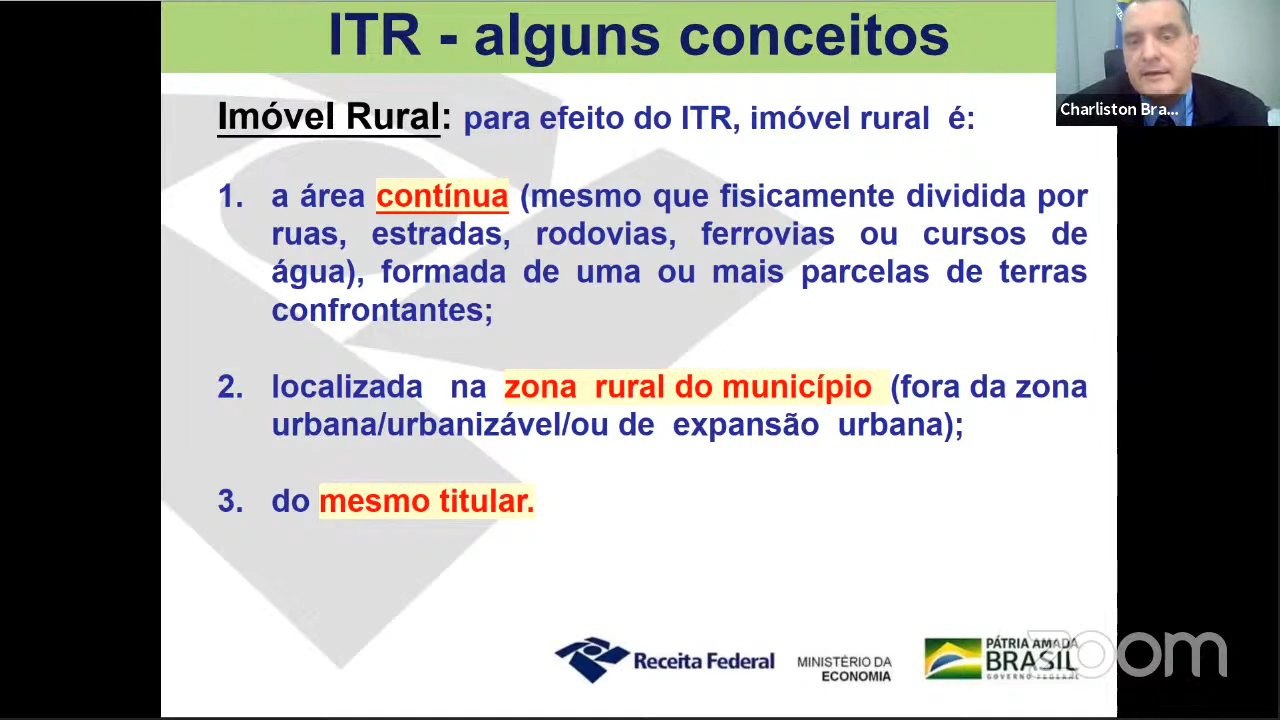 ITR - alguns conceitos
Charliston Bra...
Imóvel Rural: para efeito do ITR, imóvel rural é:
1. a área contínua (mesmo que fisicamente dividida por
ruas, estradas, rodovias, ferrovias ou cursos de
água), formada de uma ou mais parcelas de terras
confrontantes;
2. localizada na zona rural do município (fora da zona
urbana/urbanizável/ou de expansão urbana);
3. do mesmo titular.
Receita Federal
MINISTÉRIO DA
ECONOMIA
PÁTRIA AMADA
BRASIL
GOVERNO FEDERAL
zoom